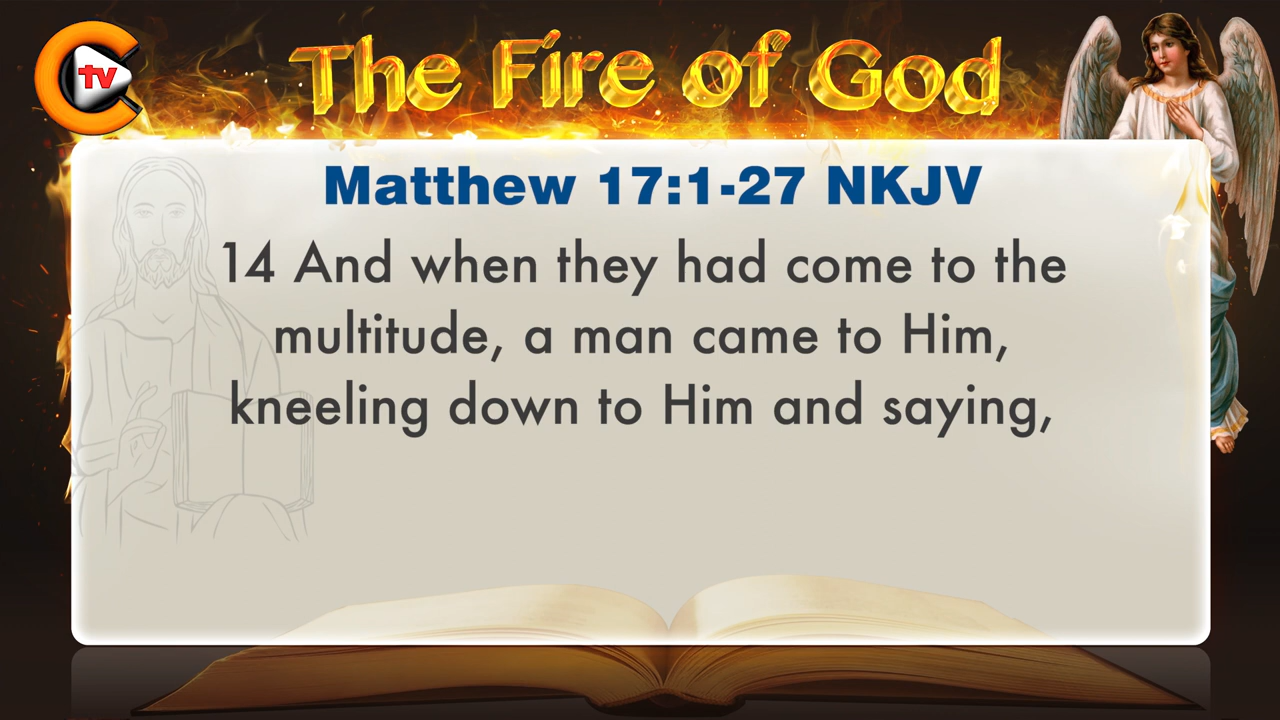 tv
The Fire of God
Matthew 17:1-27 NKJV
14 And when they had come to the
multitude, a man came to Him,
kneeling down to Him and saying,